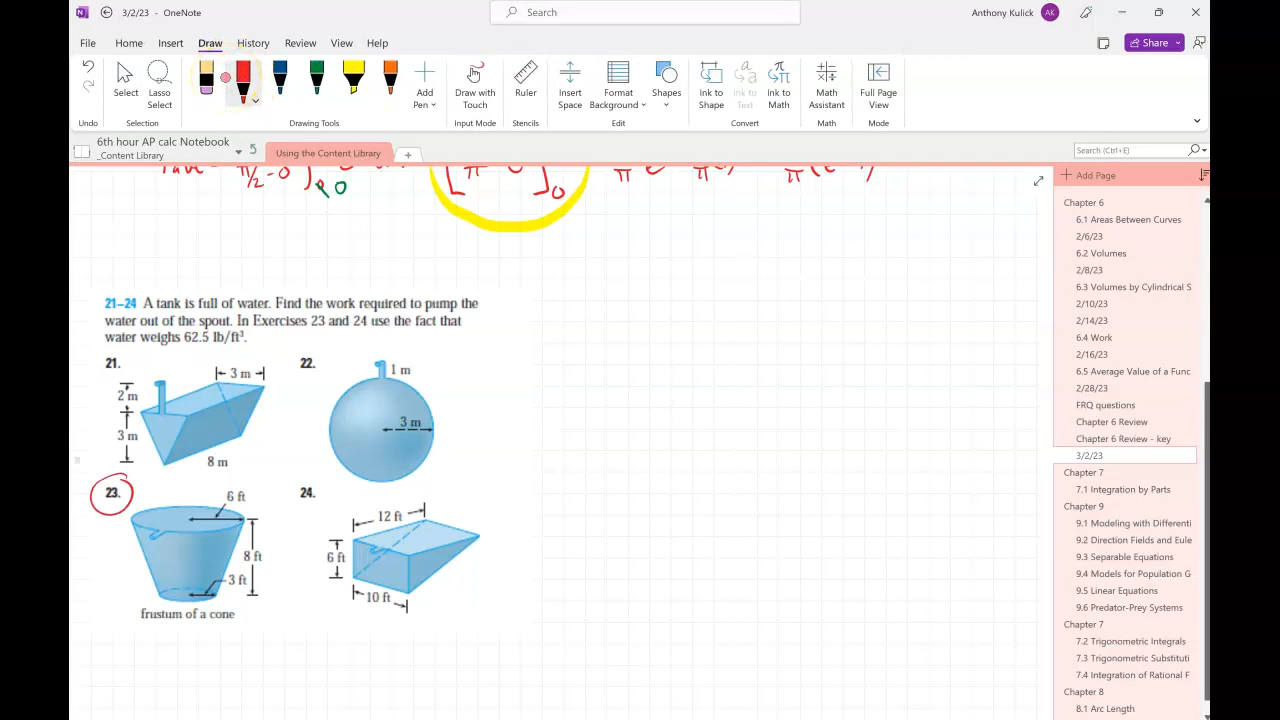 3/2/23 - OneNote
Search
Anthony Kulick
AK
File Home Insert Draw History Review View Help
Share
Undo
Select
Lasso Select
Add Pen
Draw with Touch
Ruler
Insert Space
Format Background
Shapes
Ink to Shape
Ink to Text
Ink to Math
Math Assistant
Full Page View
Undo Selection Drawing Tools Input Mode Stencils Edit Convert Math Mode
6th hour AP calc Notebook
_Content Library
5
Using the Content Library
+
Search (Ctrl+E)
π/2-0
0
π
0
π
π
Add Page
Chapter 6
6.1 Areas Between Curves
2/6/23
6.2 Volumes
2/8/23
6.3 Volumes by Cylindrical S
2/10/23
2/14/23
6.4 Work
2/16/23
6.5 Average Value of a Func
2/28/23
FRQ questions
Chapter 6 Review
Chapter 6 Review - key
3/2/23
Chapter 7
7.1 Integration by Parts
Chapter 9
9.1 Modeling with Differenti
9.2 Direction Fields and Eule
9.3 Separable Equations
9.4 Models for Population G
9.5 Linear Equations
9.6 Predator-Prey Systems
Chapter 7
7.2 Trigonometric Integrals
7.3 Trigonometric Substituti
7.4 Integration of Rational F
Chapter 8
8.1 Arc Length
21–24 A tank is full of water. Find the work required to pump the
water out of the spout. In Exercises 23 and 24 use the fact that
water weighs 62.5 lb/ft³.
21.
3 m
2 m
3 m
8 m
22.
1 m
3 m
23.
6 ft
8 ft
3 ft
frustum of a cone
24.
12 ft
6 ft
10 ft